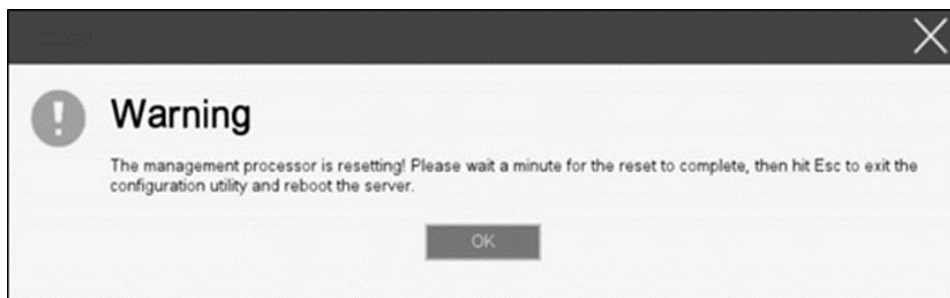 Warning
The management processor is resetting! Please wait a minute for the reset to complete, then hit Esc to exit the
configuration utility and reboot the server.
OK